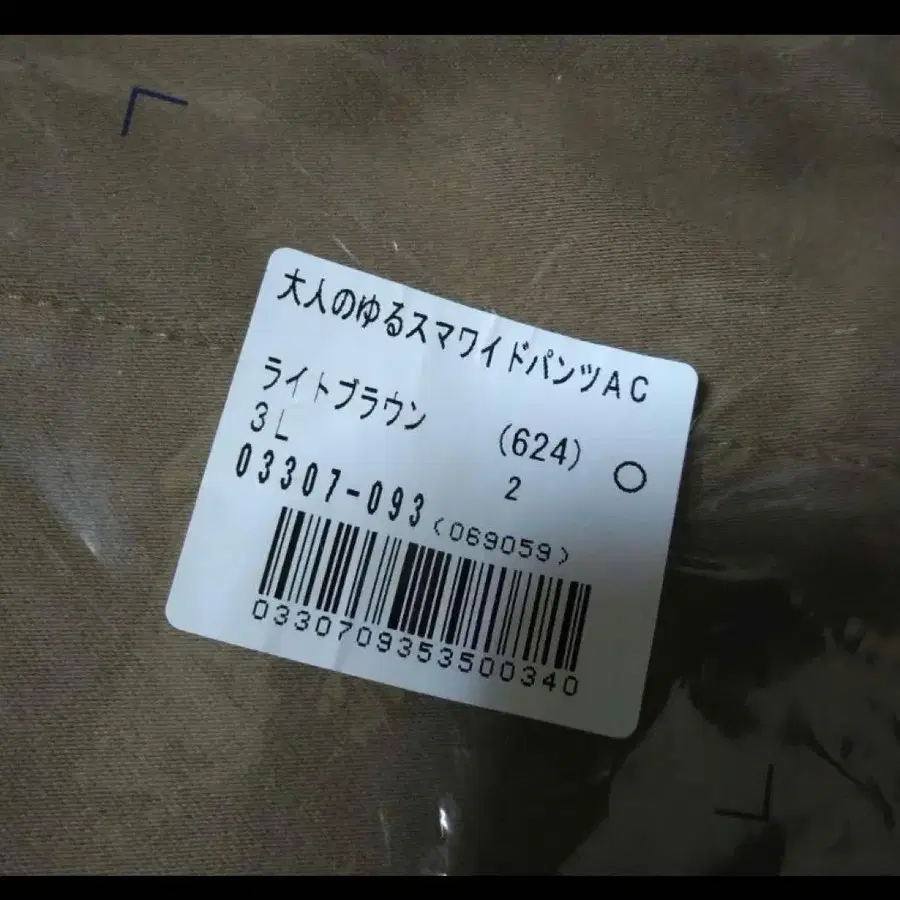 大人のゆるスマワイドパンツAC
ライトブラウン (624) ○
3L 2
03307-093 <069059>
0330709353500340